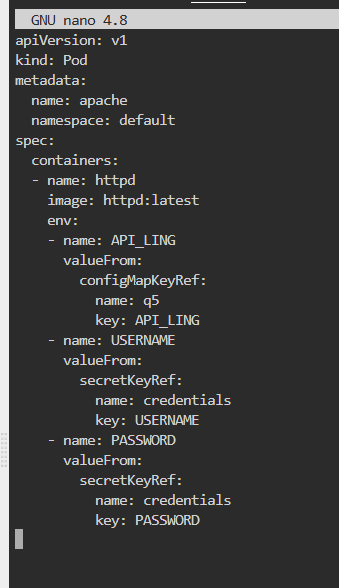 GNU nano 4.8
apiVersion: v1
kind: Pod
metadata:
  name: apache
  namespace: default
spec:
  containers:
  - name: httpd
    image: httpd:latest
    env:
    - name: API_LING
      valueFrom:
        configMapKeyRef:
          name: q5
          key: API_LING
    - name: USERNAME
      valueFrom:
        secretKeyRef:
          name: credentials
          key: USERNAME
    - name: PASSWORD
      valueFrom:
        secretKeyRef:
          name: credentials
          key: PASSWORD